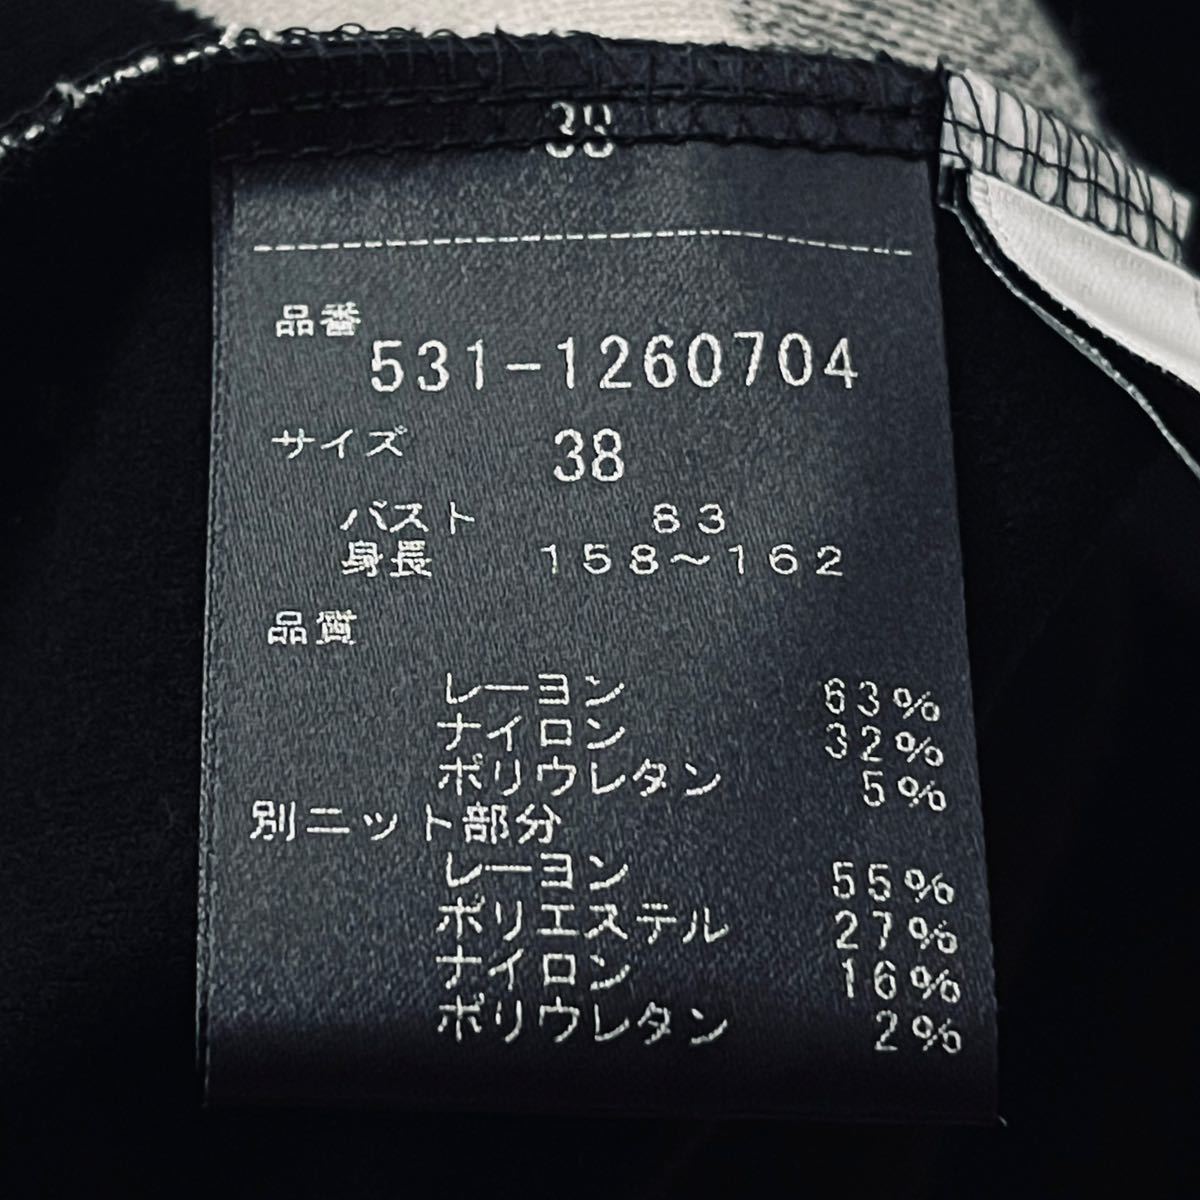 38
品番
531-1260704
サイズ 38
バスト 83
身長 158～162
品質
レーヨン 63%
ナイロン 32%
ポリウレタン 5%
別ニット部分
レーヨン 55%
ポリエステル 27%
ナイロン 16%
ポリウレタン 2%